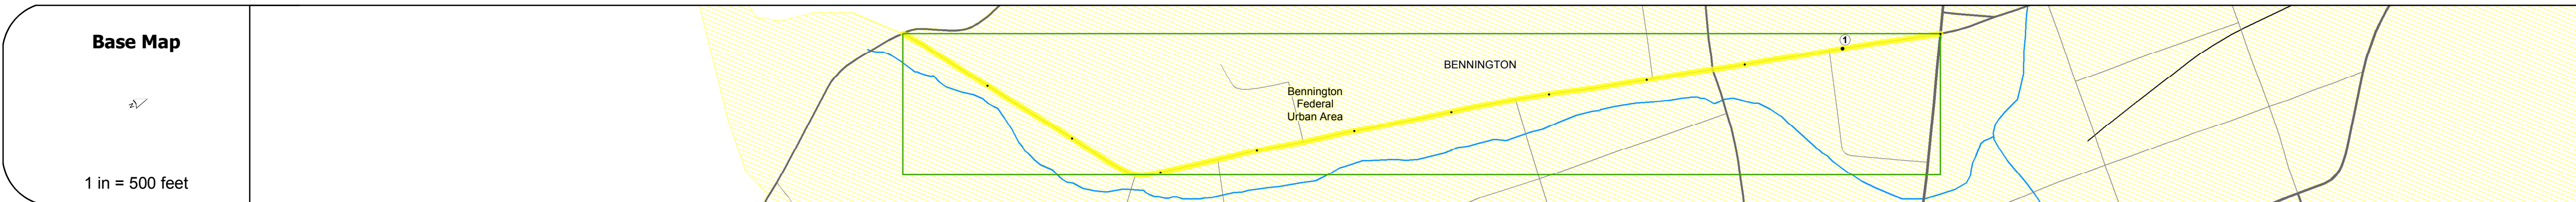 Base Map
N
1 in = 500 feet
1
BENNINGTON
Bennington
Federal
Urban Area